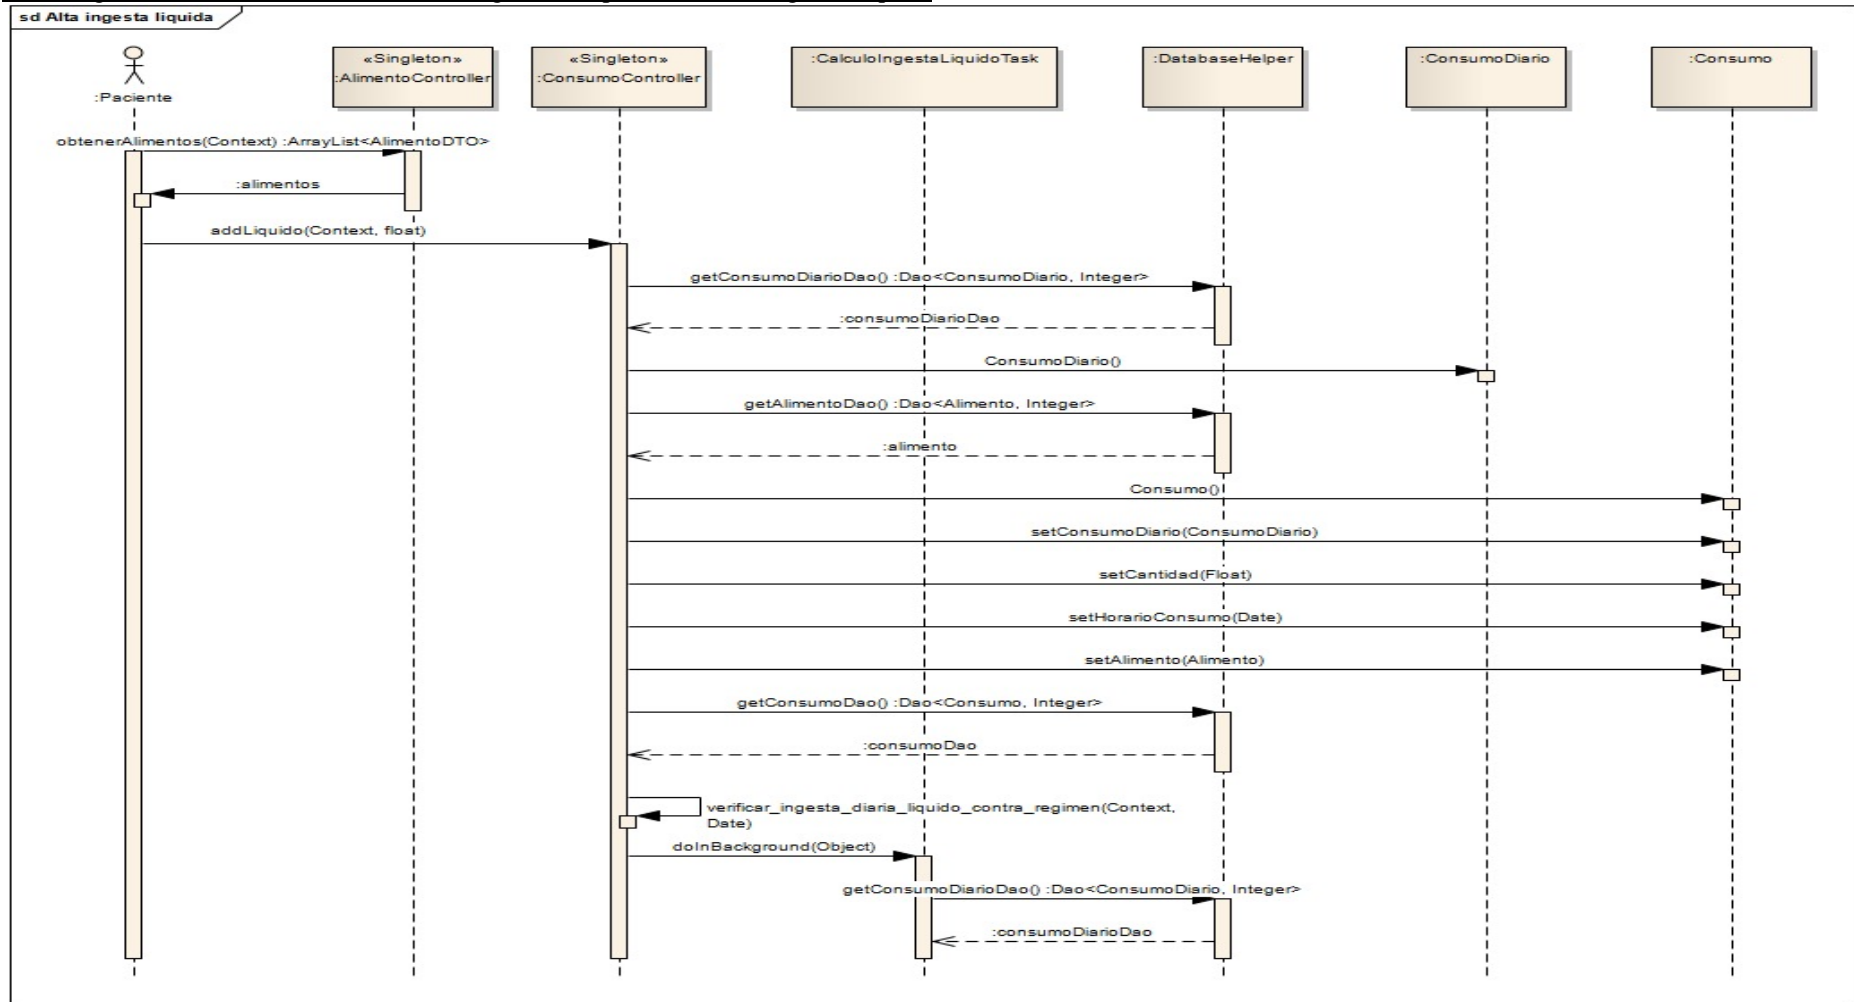 sd Alta ingesta liquida
:Paciente
«Singleton»
:AlimentoController
«Singleton»
:ConsumoController
:CalculoIngestaLiquidoTask
:DatabaseHelper
:ConsumoDiario
:Consumo
obtenerAlimentos(Context) :ArrayList<AlimentoDTO>
:alimentos
addLiquido(Context, float)
getConsumoDiarioDao() :Dao<ConsumoDiario, Integer>
:consumoDiarioDao
ConsumoDiario()
getAlimentoDao() :Dao<Alimento, Integer>
:alimento
Consumo()
setConsumoDiario(ConsumoDiario)
setCantidad(Float)
setHorarioConsumo(Date)
setAlimento(Alimento)
getConsumoDao() :Dao<Consumo, Integer>
:consumoDao
verificar_ingesta_diaria_liquido_contra_regimen(Context,
Date)
doInBackground(Object)
getConsumoDiarioDao() :Dao<ConsumoDiario, Integer>
:consumoDiarioDao